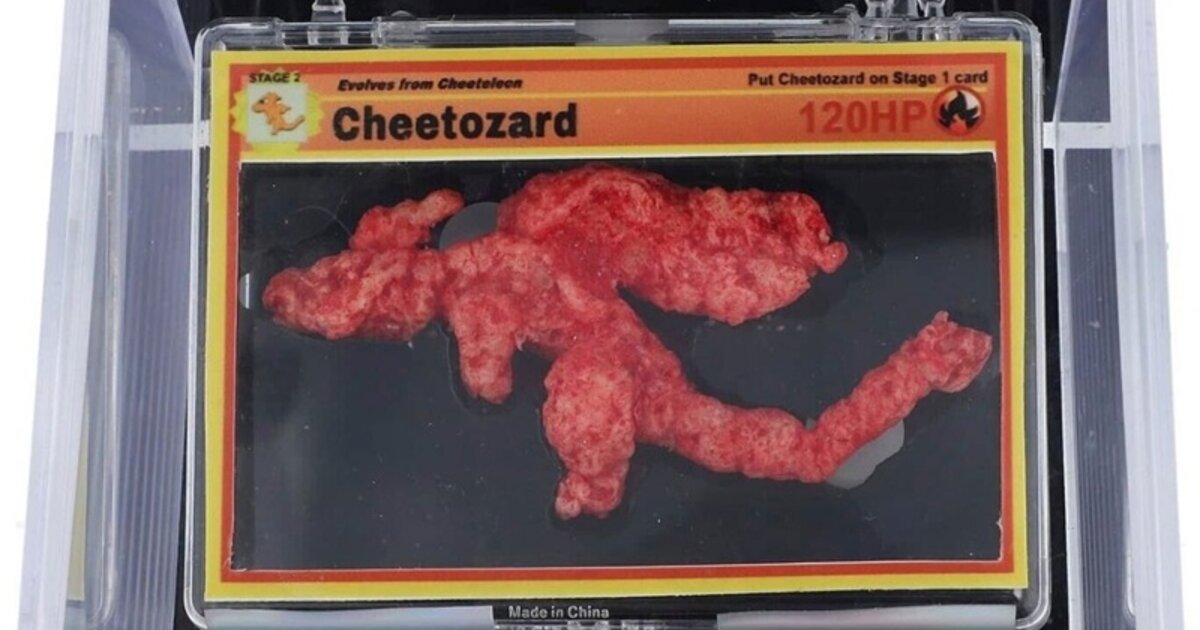 STAGE 2
Evolves from Cheeteleon
Put Cheetozard on Stage 1 card
Cheetozard
120HP
Made in China